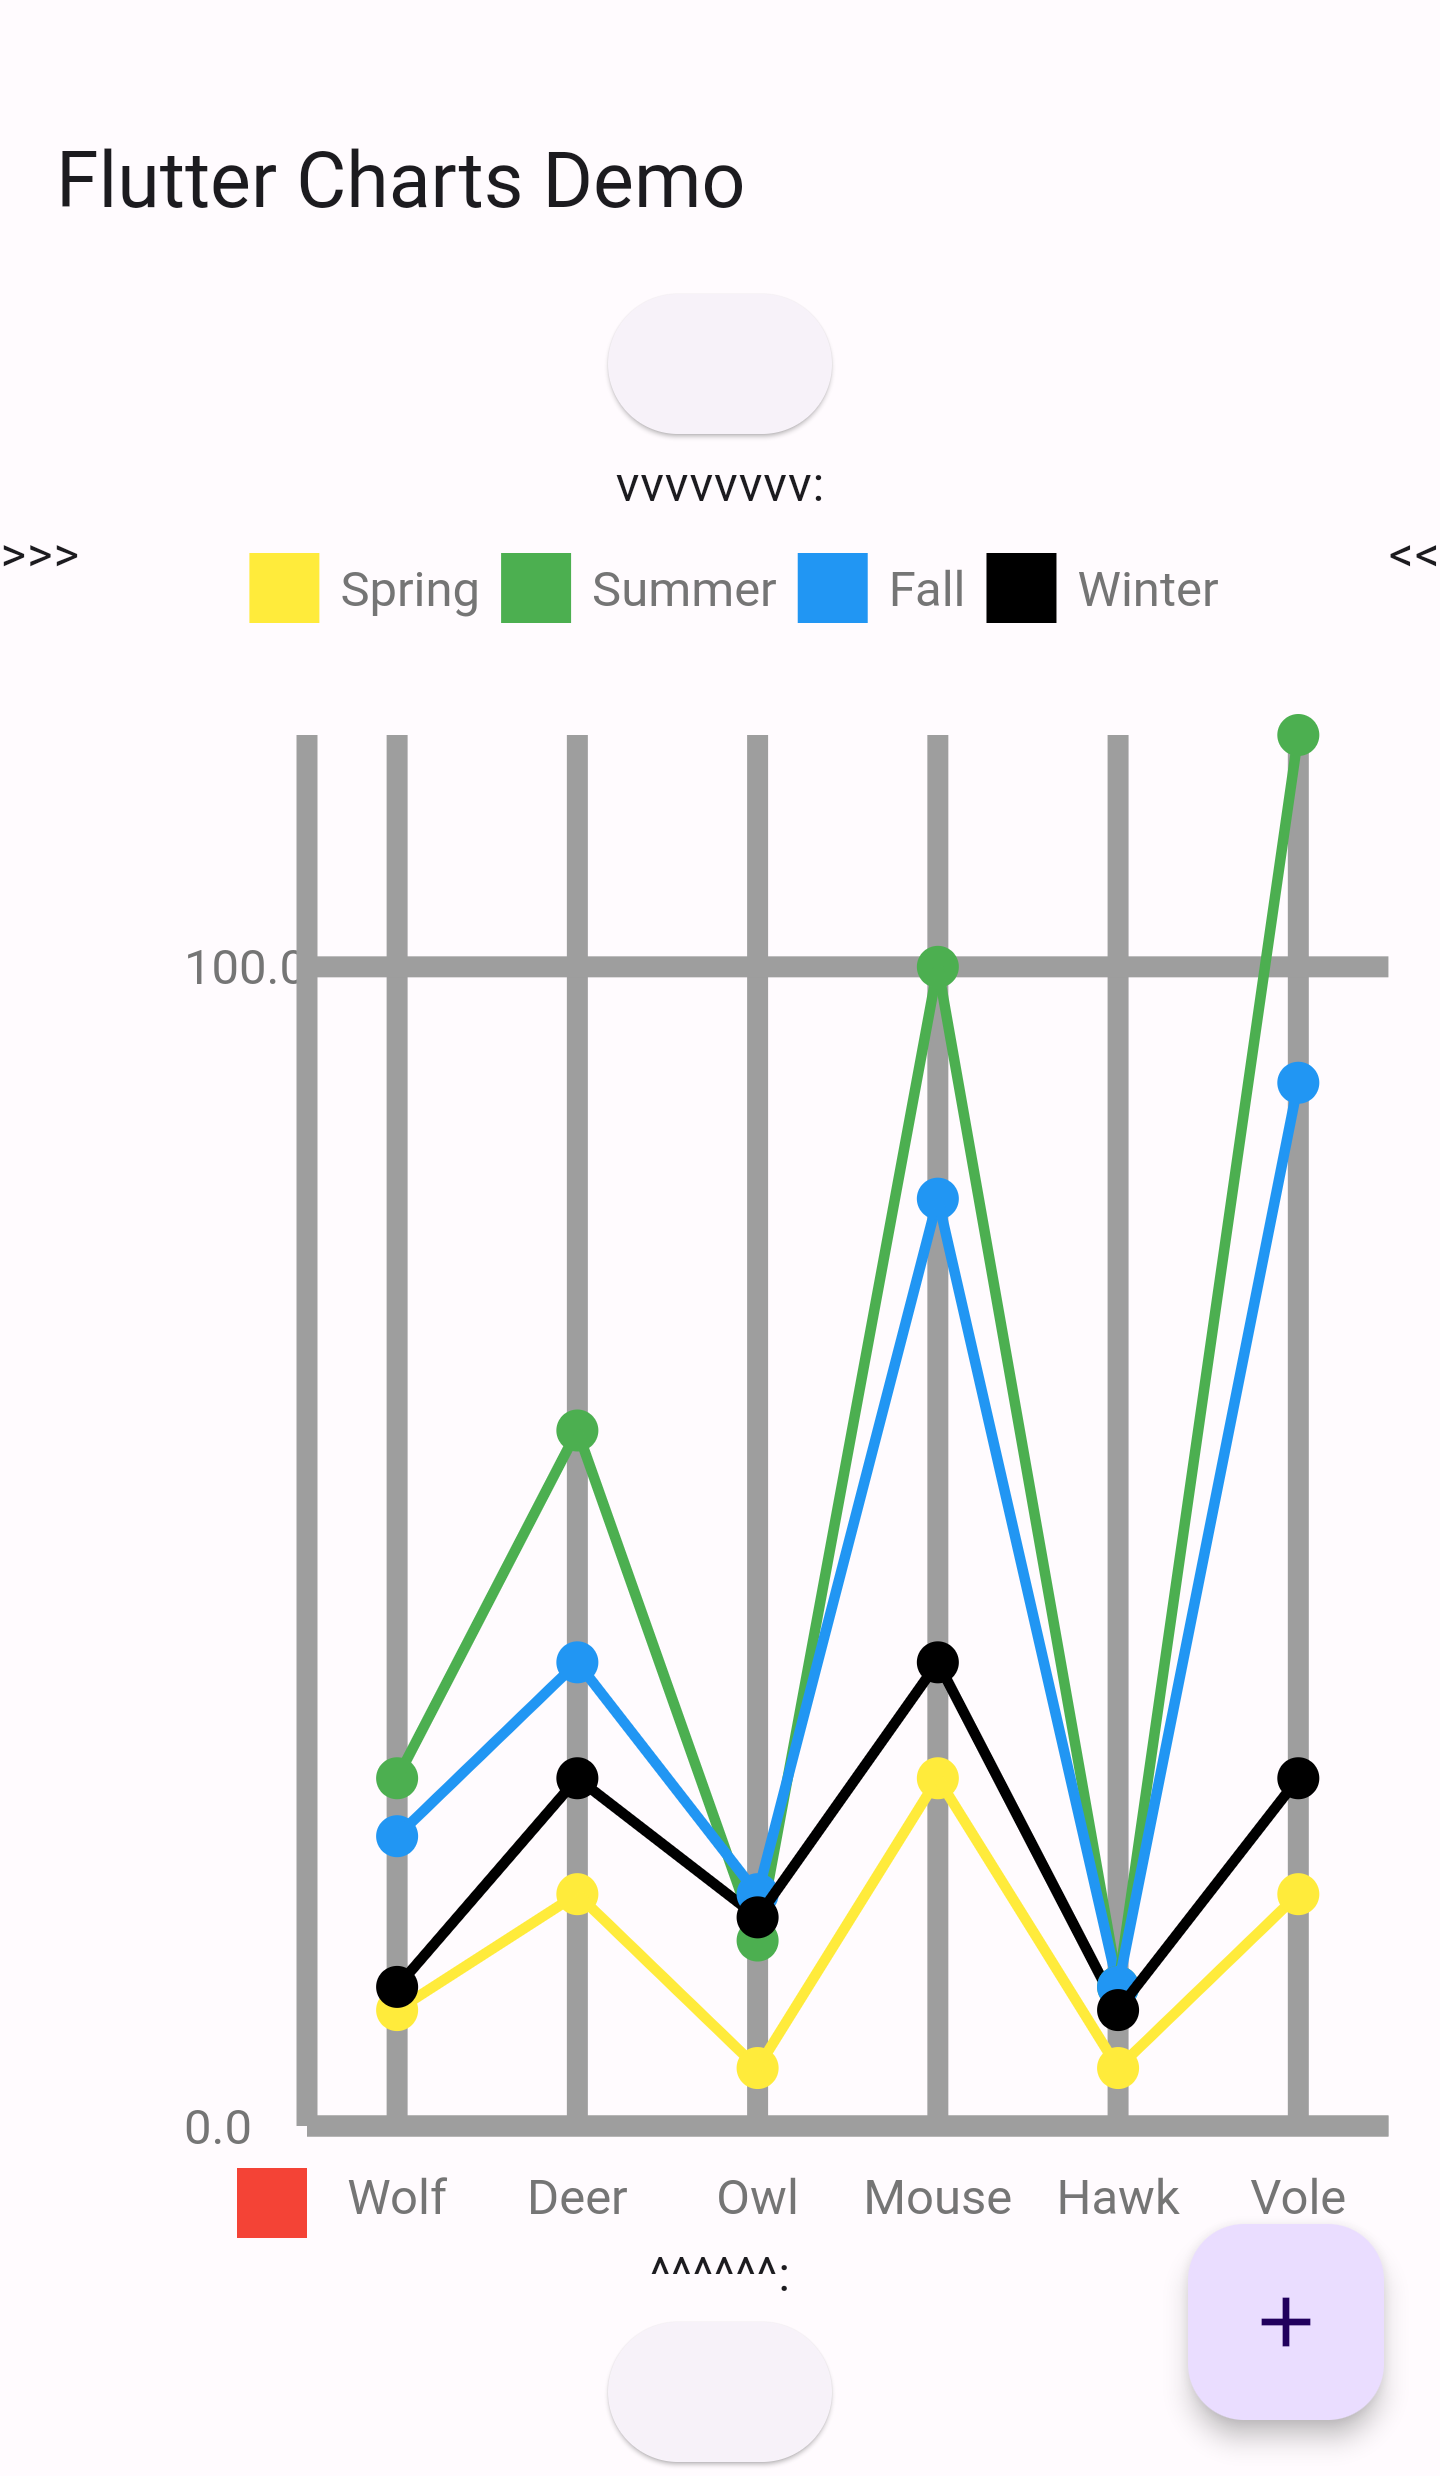 Flutter Charts Demo
vvvvvvvv:
>>> <<
Spring Summer Fall Winter
100.0
0.0
Wolf Deer Owl Mouse Hawk Vole
^^^^^^:
+